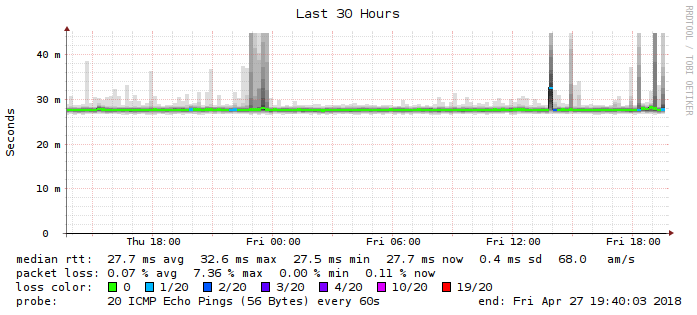 Last 30 Hours
RRDTOOL / TOBI OETIKER
Seconds
40 m
30 m
20 m
10 m
0
Thu 18:00 Fri 00:00 Fri 06:00 Fri 12:00 Fri 18:00
median rtt: 27.7 ms avg 32.6 ms max 27.5 ms min 27.7 ms now 0.4 ms sd 68.0 am/s
packet loss: 0.07 % avg 7.36 % max 0.00 % min 0.11 % now
loss color: 0 1/20 2/20 3/20 4/20 10/20 19/20
probe: 20 ICMP Echo Pings (56 Bytes) every 60s end: Fri Apr 27 19:40:03 2018